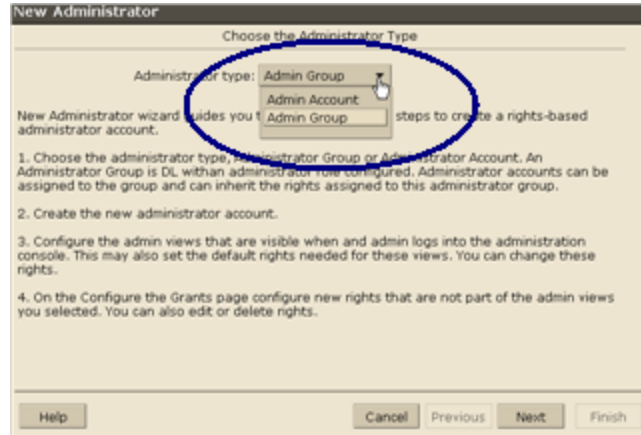 New Administrator
Choose the Administrator Type
Administrator type: Admin Group
Admin Account
Admin Group
New Administrator wizard guides you t steps to create a rights-based
administrator account.
1. Choose the administrator type, Administrator Group or Administrator Account. An
Administrator Group is DL withan administrator role configured. Administrator accounts can be
assigned to the group and can inherit the rights assigned to this administrator group.
2. Create the new administrator account.
3. Configure the admin views that are visible when and admin logs into the administration
console. This may also set the default rights needed for these views. You can change these
rights.
4. On the Configure the Grants page configure new rights that are not part of the admin views
you selected. You can also edit or delete rights.
Help Cancel Previous Next Finish